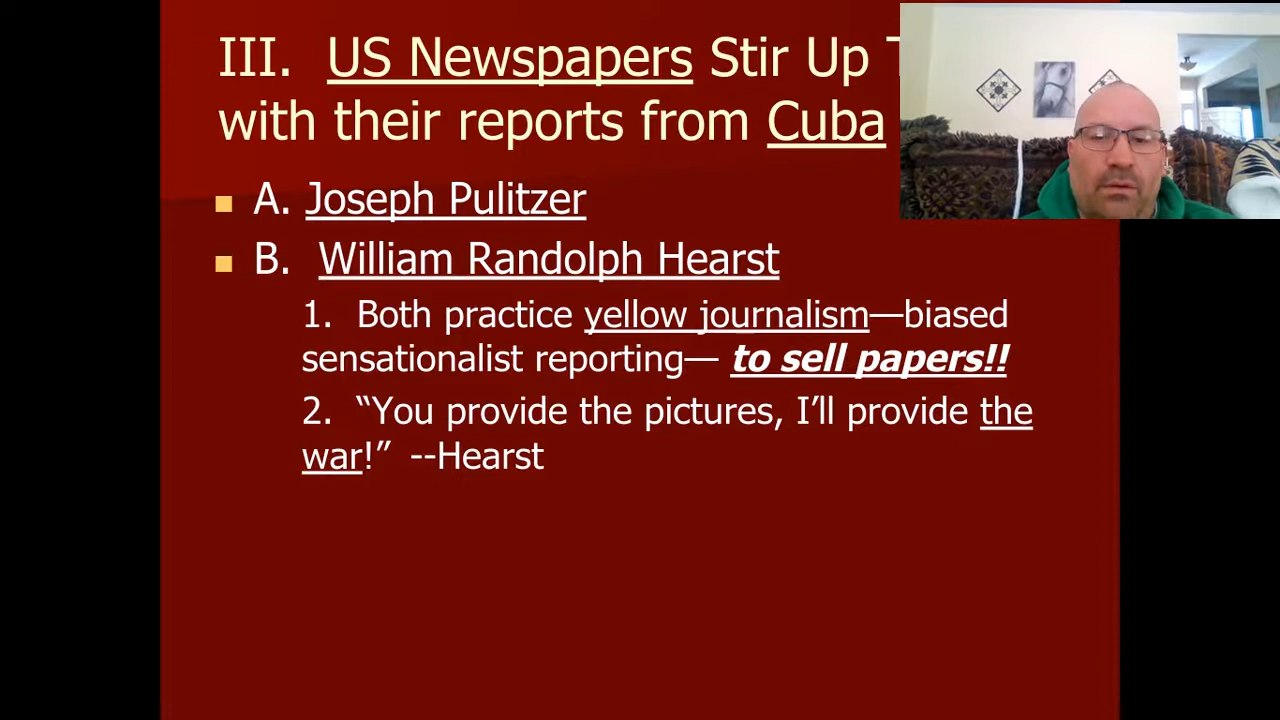 III. US Newspapers Stir Up
with their reports from Cuba
A. Joseph Pulitzer
B. William Randolph Hearst
1. Both practice yellow journalism—biased
sensationalist reporting— to sell papers!!
2. “You provide the pictures, I’ll provide the
war!” --Hearst